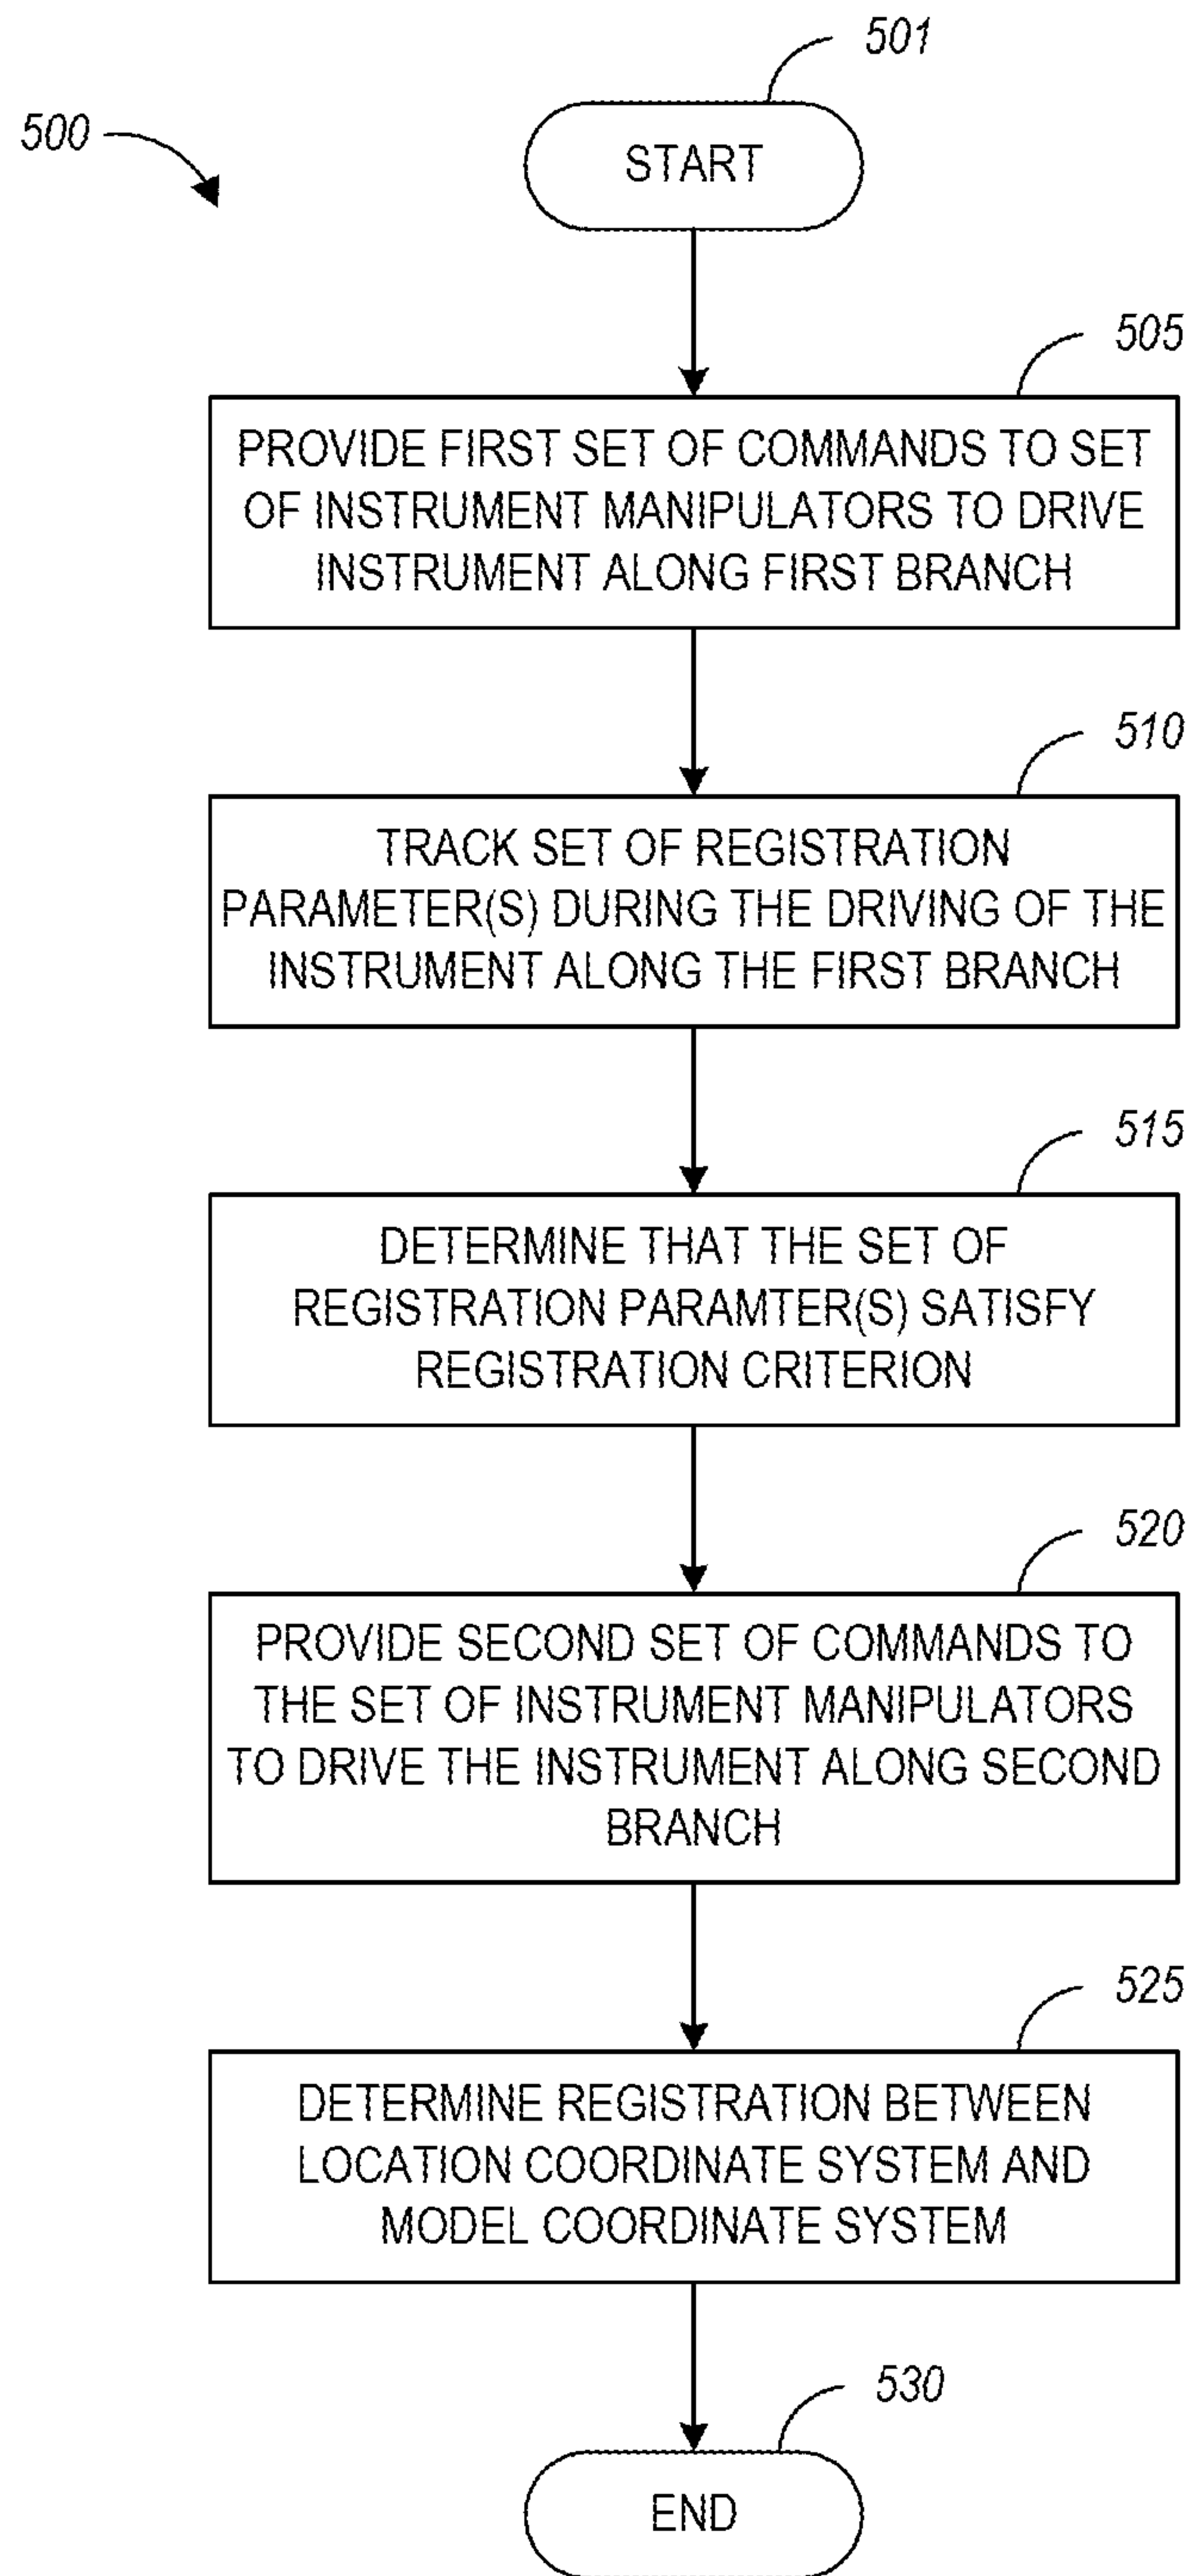 501
500
START
505
PROVIDE FIRST SET OF COMMANDS TO SET
OF INSTRUMENT MANIPULATORS TO DRIVE
INSTRUMENT ALONG FIRST BRANCH
510
TRACK SET OF REGISTRATION
PARAMETER(S) DURING THE DRIVING OF THE
INSTRUMENT ALONG THE FIRST BRANCH
515
DETERMINE THAT THE SET OF
REGISTRATION PARAMTER(S) SATISFY
REGISTRATION CRITERION
520
PROVIDE SECOND SET OF COMMANDS TO
THE SET OF INSTRUMENT MANIPULATORS
TO DRIVE THE INSTRUMENT ALONG SECOND
BRANCH
525
DETERMINE REGISTRATION BETWEEN
LOCATION COORDINATE SYSTEM AND
MODEL COORDINATE SYSTEM
530
END